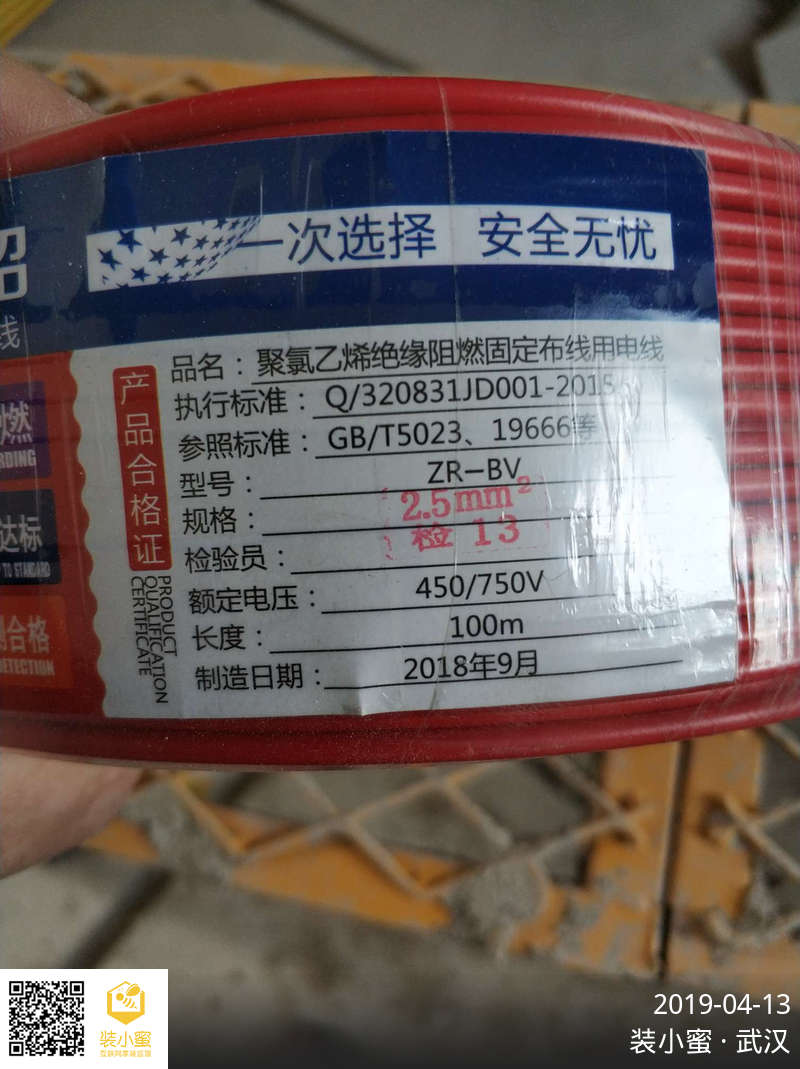 一次选择 安全无忧
线
产品合格证
PRODUCT
QUALIFICATION
CERTIFICATE
品名：聚氯乙烯绝缘阻燃固定布线用电线
执行标准：Q/320831JD001-2015
参照标准：GB/T5023、19666等
型号：ZR-BV
规格：2.5mm²
检验员：检 13
额定电压：450/750V
长度：100m
制造日期：2018年9月
燃
RDING
达标
TO STANDARD
测合格
DETECTION
装小蜜
2019-04-13
装小蜜·武汉